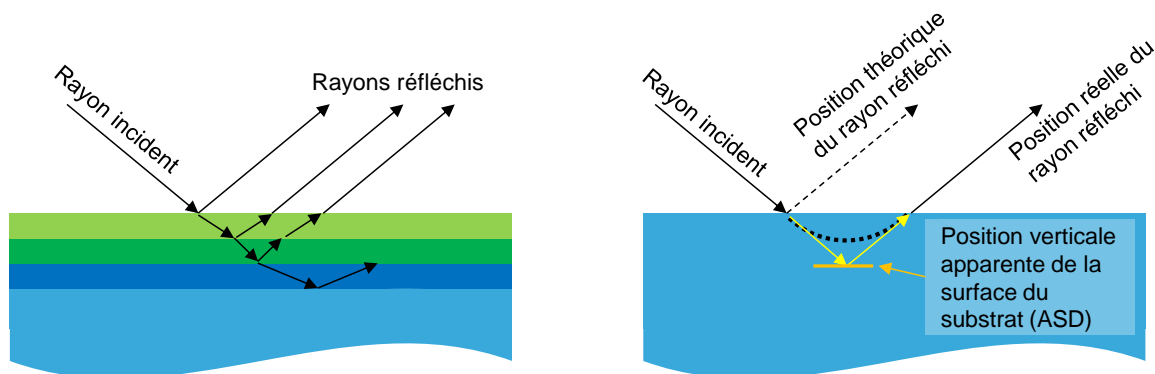 Rayon incident
Rayons réfléchis
Rayon incident
Position théorique
du rayon réfléchi
Position réelle du
rayon réfléchi
Position verticale
apparente de la
surface du
substrat (ASD)